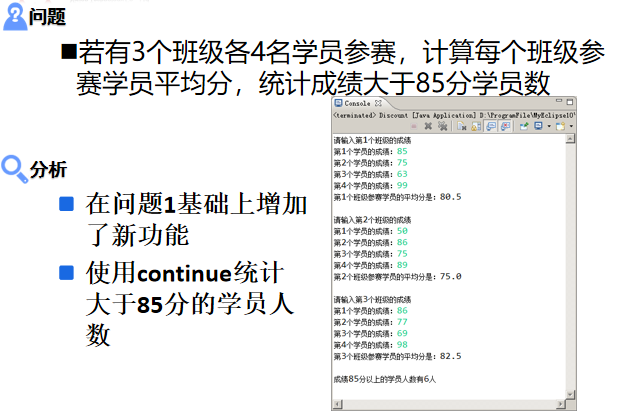 问题
■若有3个班级各4名学员参赛，计算每个班级参
赛学员平均分，统计成绩大于85分学员数
Console
<terminated> Discount [Java Application] D:\ProgramFile\MyEclipse10\
请输入第1个班级的成绩
第1个学员的成绩：85
第2个学员的成绩：75
第3个学员的成绩：63
第4个学员的成绩：99
第1个班级参赛学员的平均分是：80.5
请输入第2个班级的成绩
第1个学员的成绩：50
第2个学员的成绩：86
第3个学员的成绩：75
第4个学员的成绩：89
第2个班级参赛学员的平均分是：75.0
请输入第3个班级的成绩
第1个学员的成绩：86
第2个学员的成绩：77
第3个学员的成绩：69
第4个学员的成绩：98
第3个班级参赛学员的平均分是：82.5
成绩85分以上的学员人数有6人
分析
在问题1基础上增加
了新功能
使用continue统计
大于85分的学员人
数